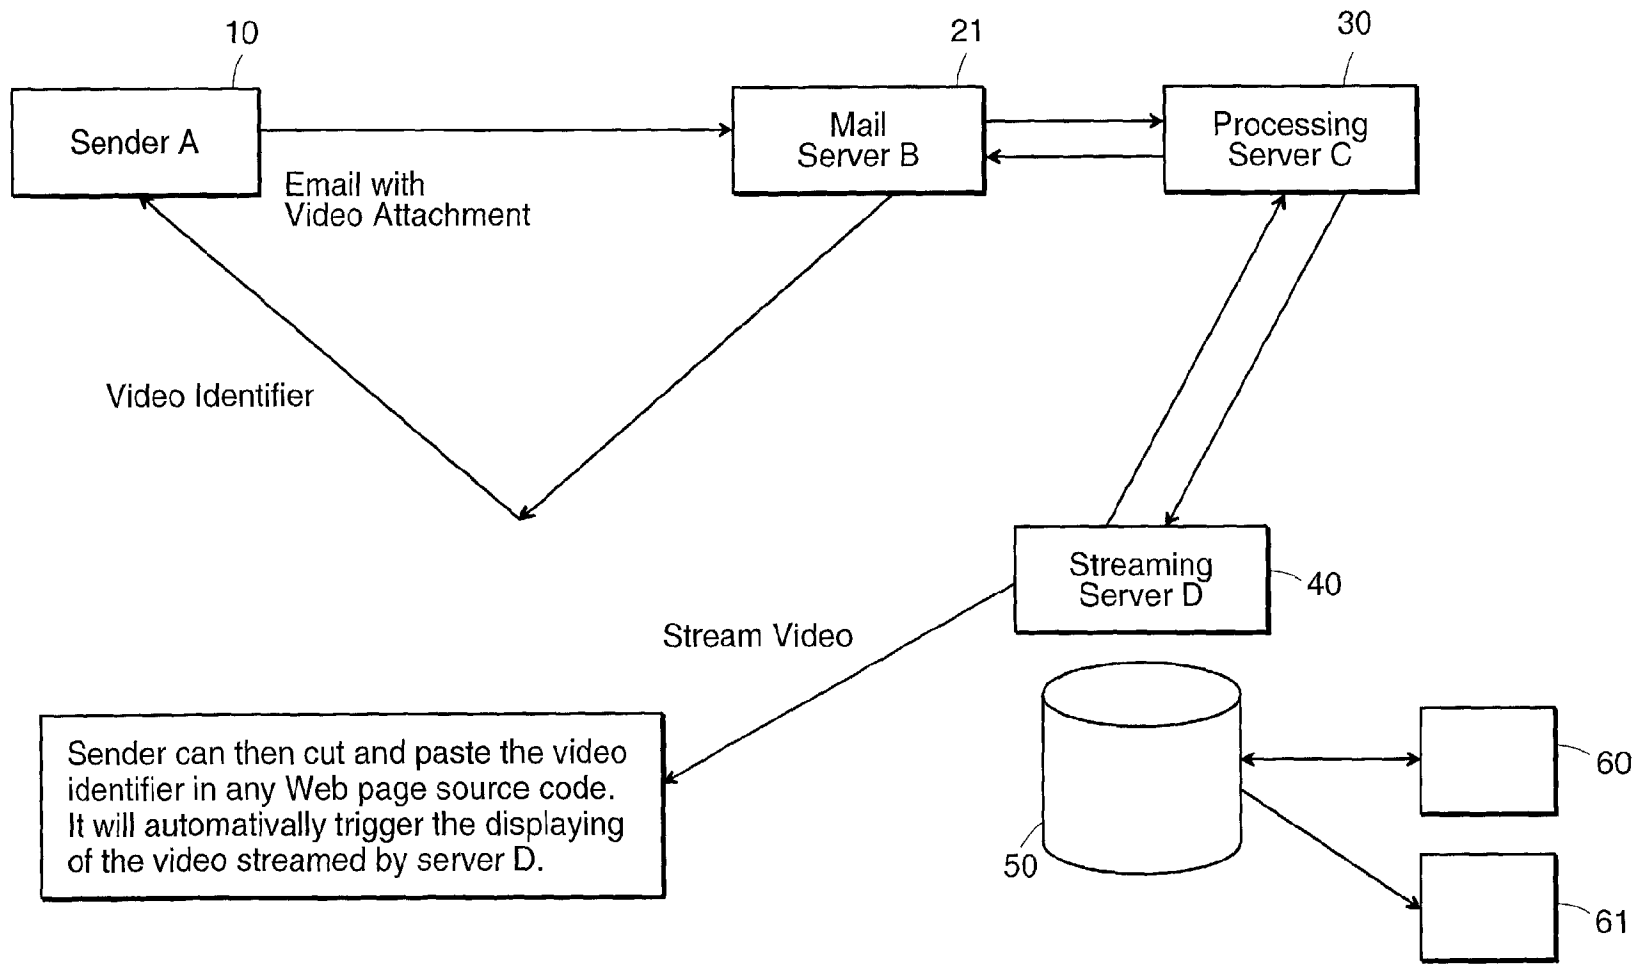 10
21
30
Sender A
Mail
Server B
Processing
Server C
Email with
Video Attachment
Video Identifier
Streaming
Server D
40
Stream Video
Sender can then cut and paste the video
identifier in any Web page source code.
It will automativally trigger the displaying
of the video streamed by server D.
50
60
61